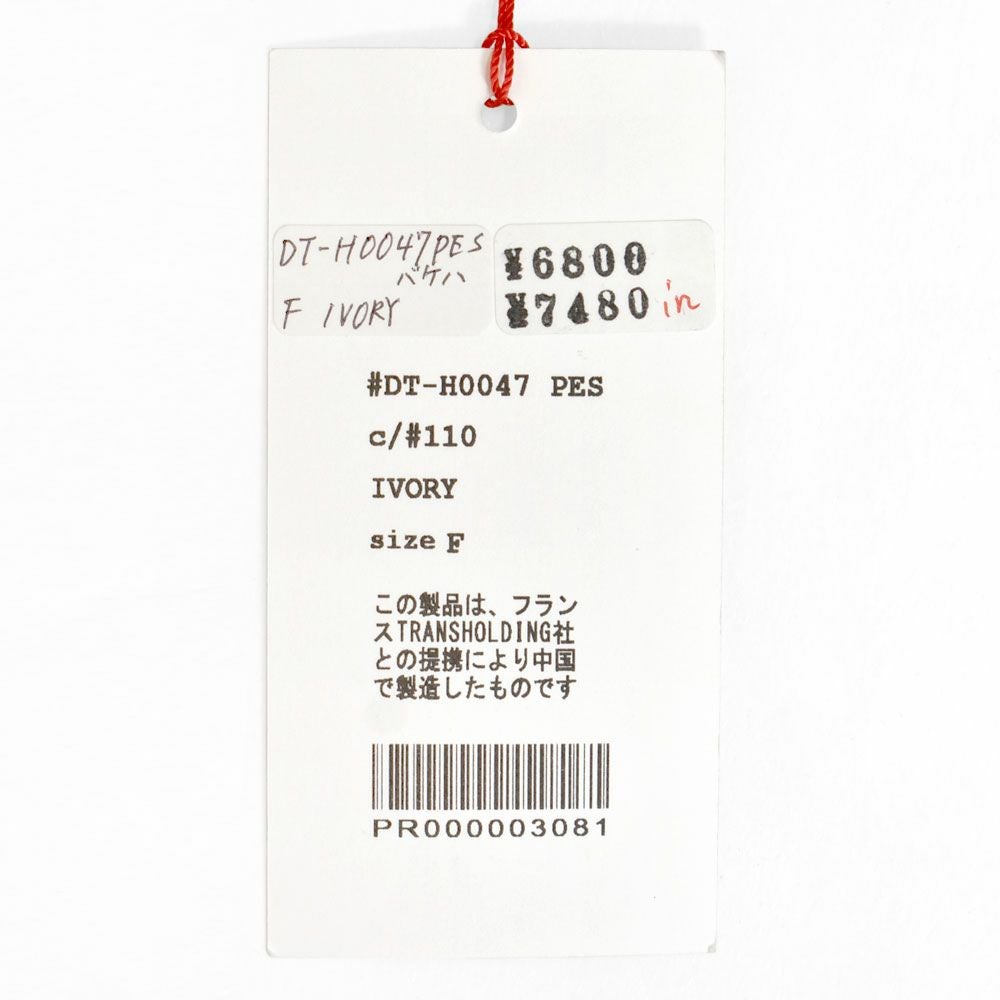 DT-H0047PES
バケハ
F IVORY
¥6800
¥7480 in
#DT-H0047 PES
c/#110
IVORY
size F
この製品は、フラン
スTRANSHOLDING社
との提携により中国
で製造したものです
PR000003081